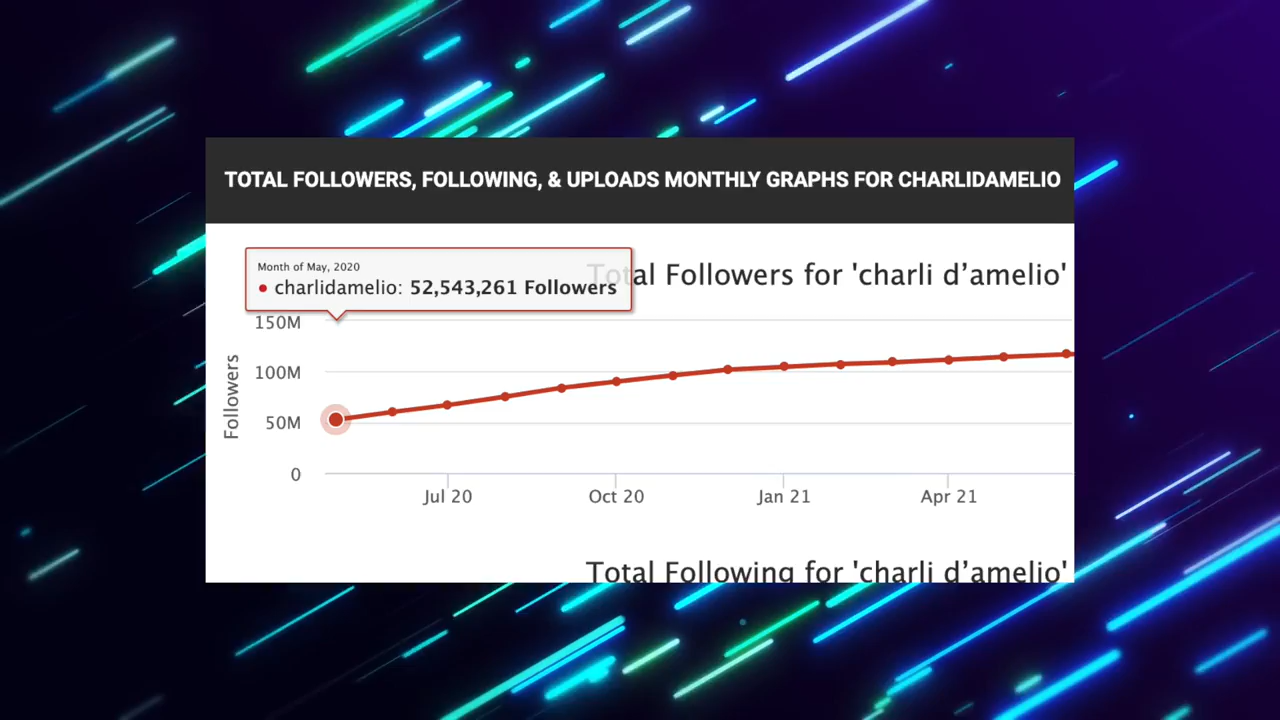 TOTAL FOLLOWERS, FOLLOWING, & UPLOADS MONTHLY GRAPHS FOR CHARLIDAMELIO
Total Followers for 'charli d’amelio'
Month of May, 2020
charlidamelio: 52,543,261 Followers
150M
100M
50M
0
Followers
Jul 20
Oct 20
Jan 21
Apr 21
Total Following for 'charli d’amelio'